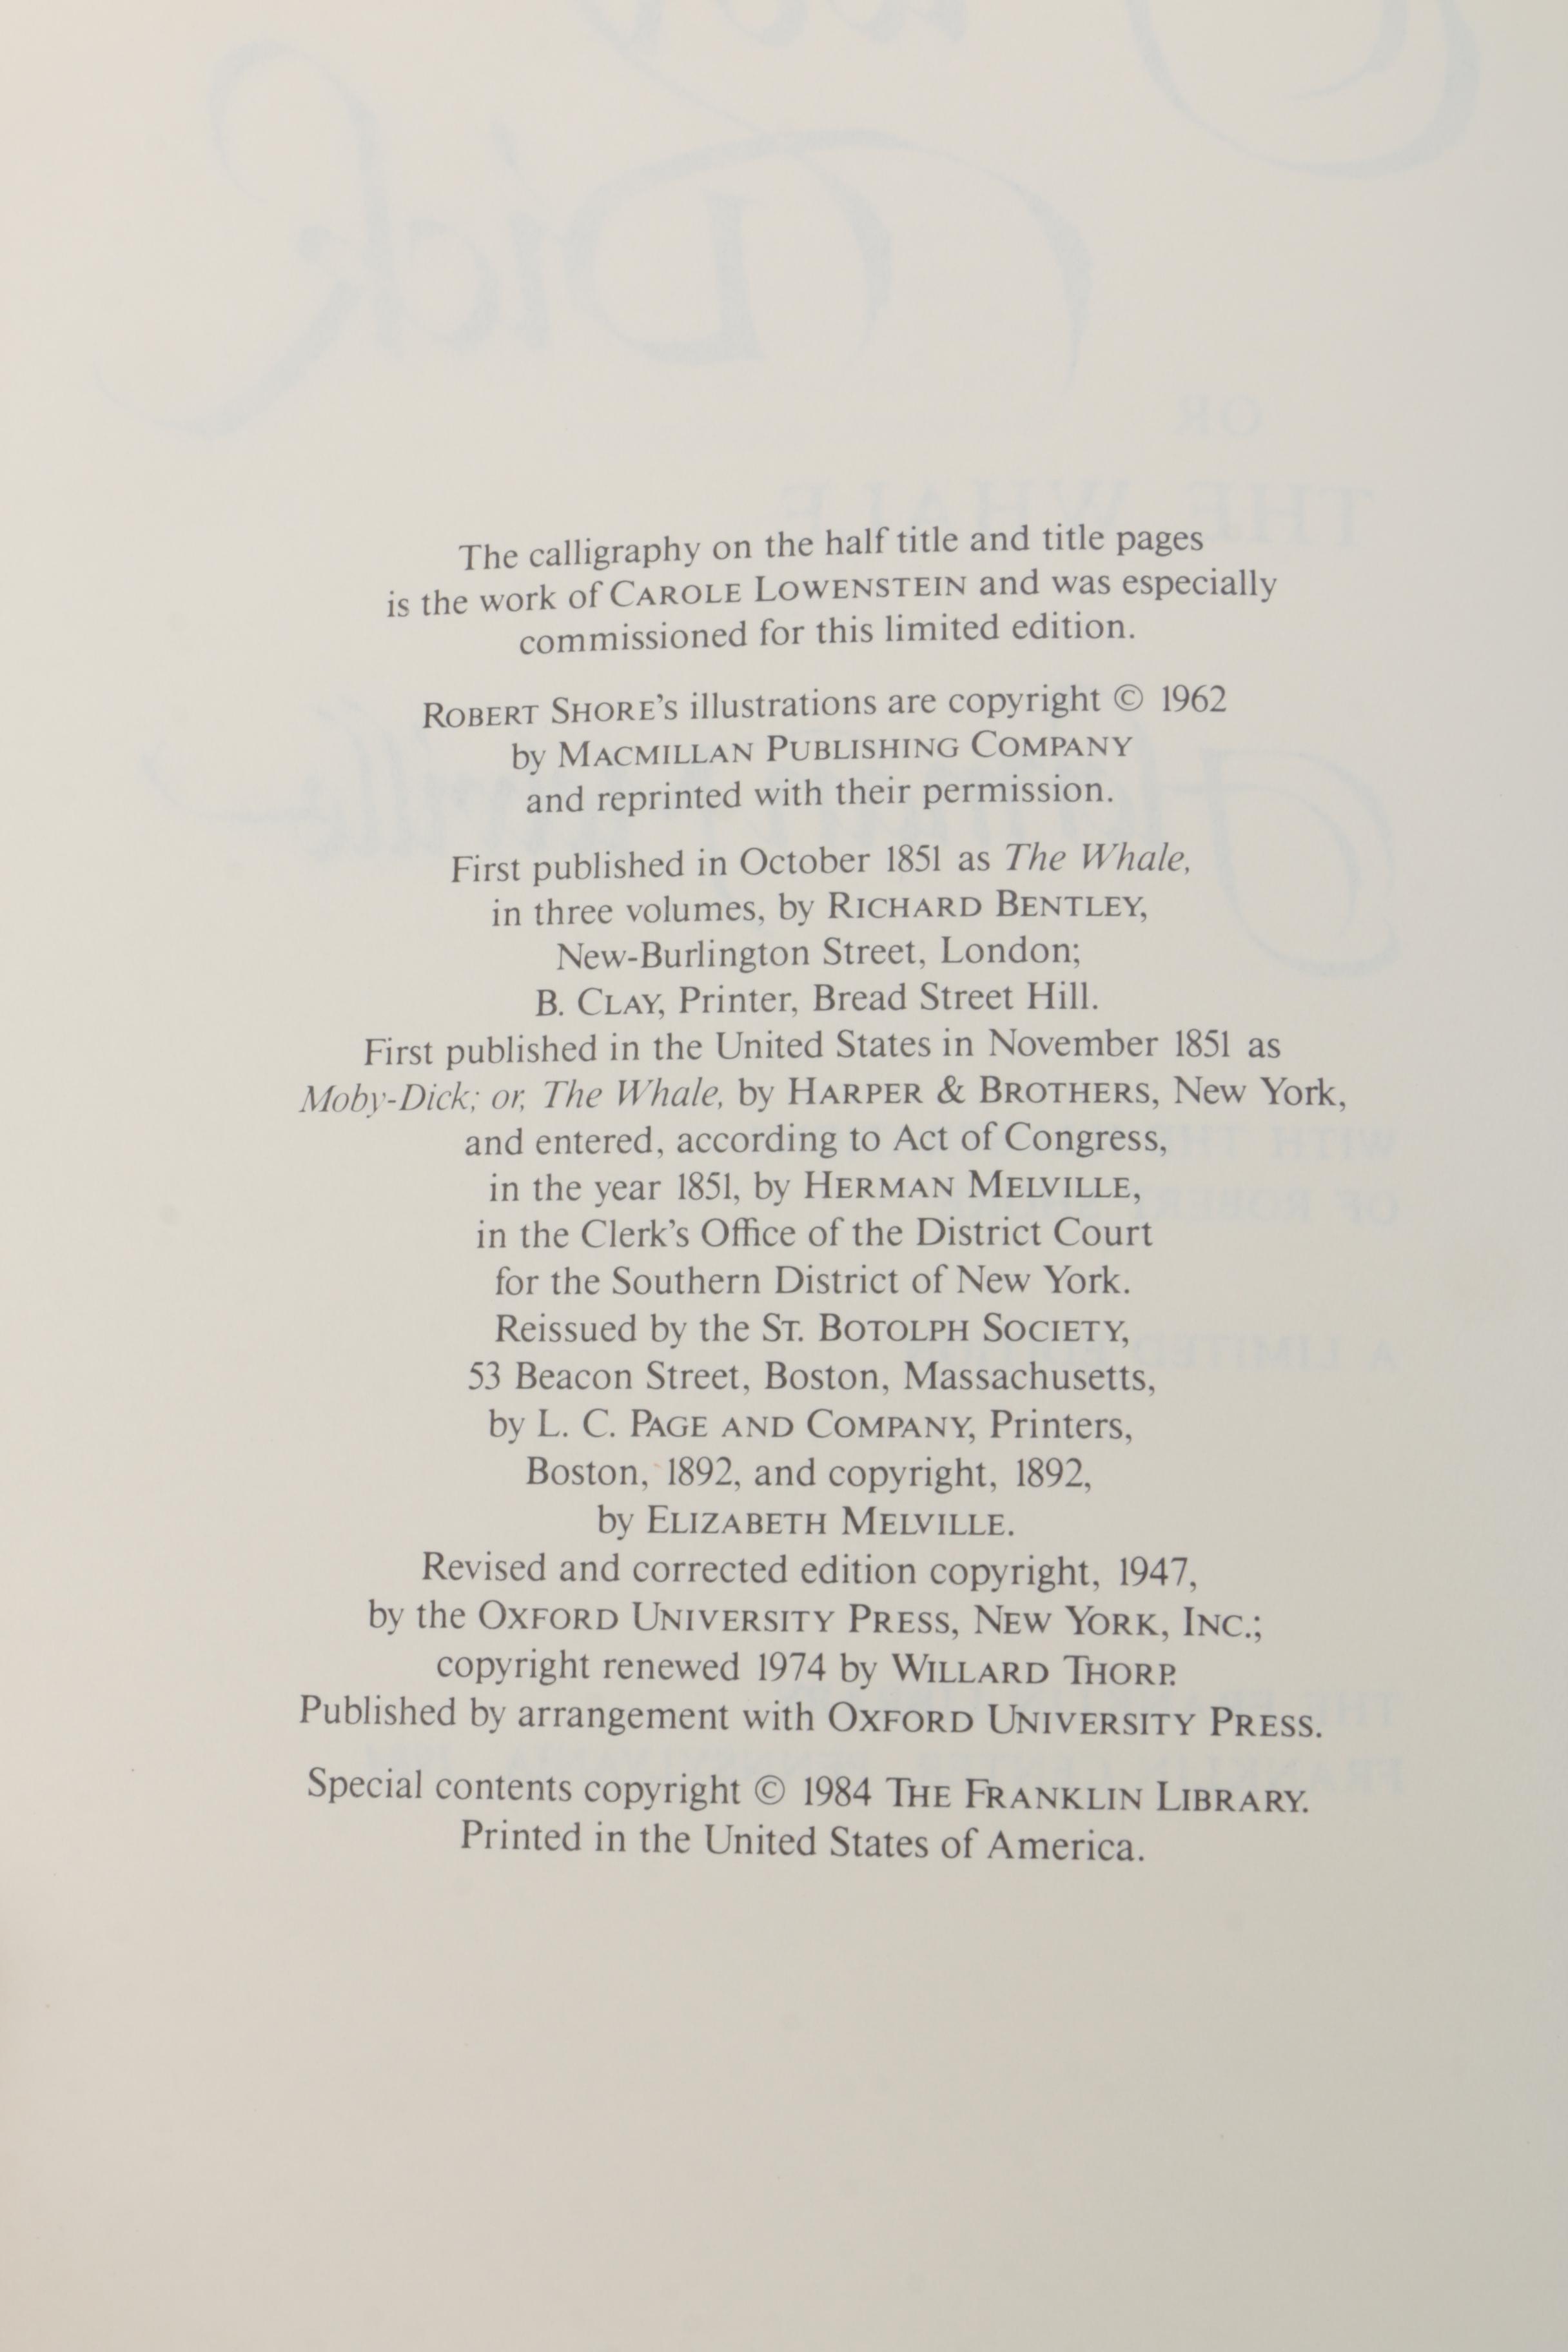 The calligraphy on the half title and title pages
is the work of CAROLE LOWENSTEIN and was especially
commissioned for this limited edition.
ROBERT SHORE'S illustrations are copyright © 1962
by MACMILLAN PUBLISHING COMPANY
and reprinted with their permission.
First published in October 1851 as The Whale,
in three volumes, by RICHARD BENTLEY,
New-Burlington Street, London;
B. CLAY, Printer, Bread Street Hill.
First published in the United States in November 1851 as
Moby-Dick; or, The Whale, by HARPER & BROTHERS, New York,
and entered, according to Act of Congress,
in the year 1851, by HERMAN MELVILLE,
in the Clerk's Office of the District Court
for the Southern District of New York.
Reissued by the ST. BOTOLPH SOCIETY,
53 Beacon Street, Boston, Massachusetts,
by L. C. PAGE AND COMPANY, Printers,
Boston, 1892, and copyright, 1892,
by ELIZABETH MELVILLE.
Revised and corrected edition copyright, 1947,
by the OXFORD UNIVERSITY PRESS, NEW YORK, INC.;
copyright renewed 1974 by WILLARD THORP.
Published by arrangement with OXFORD UNIVERSITY PRESS.
Special contents copyright © 1984 THE FRANKLIN LIBRARY.
Printed in the United States of America.